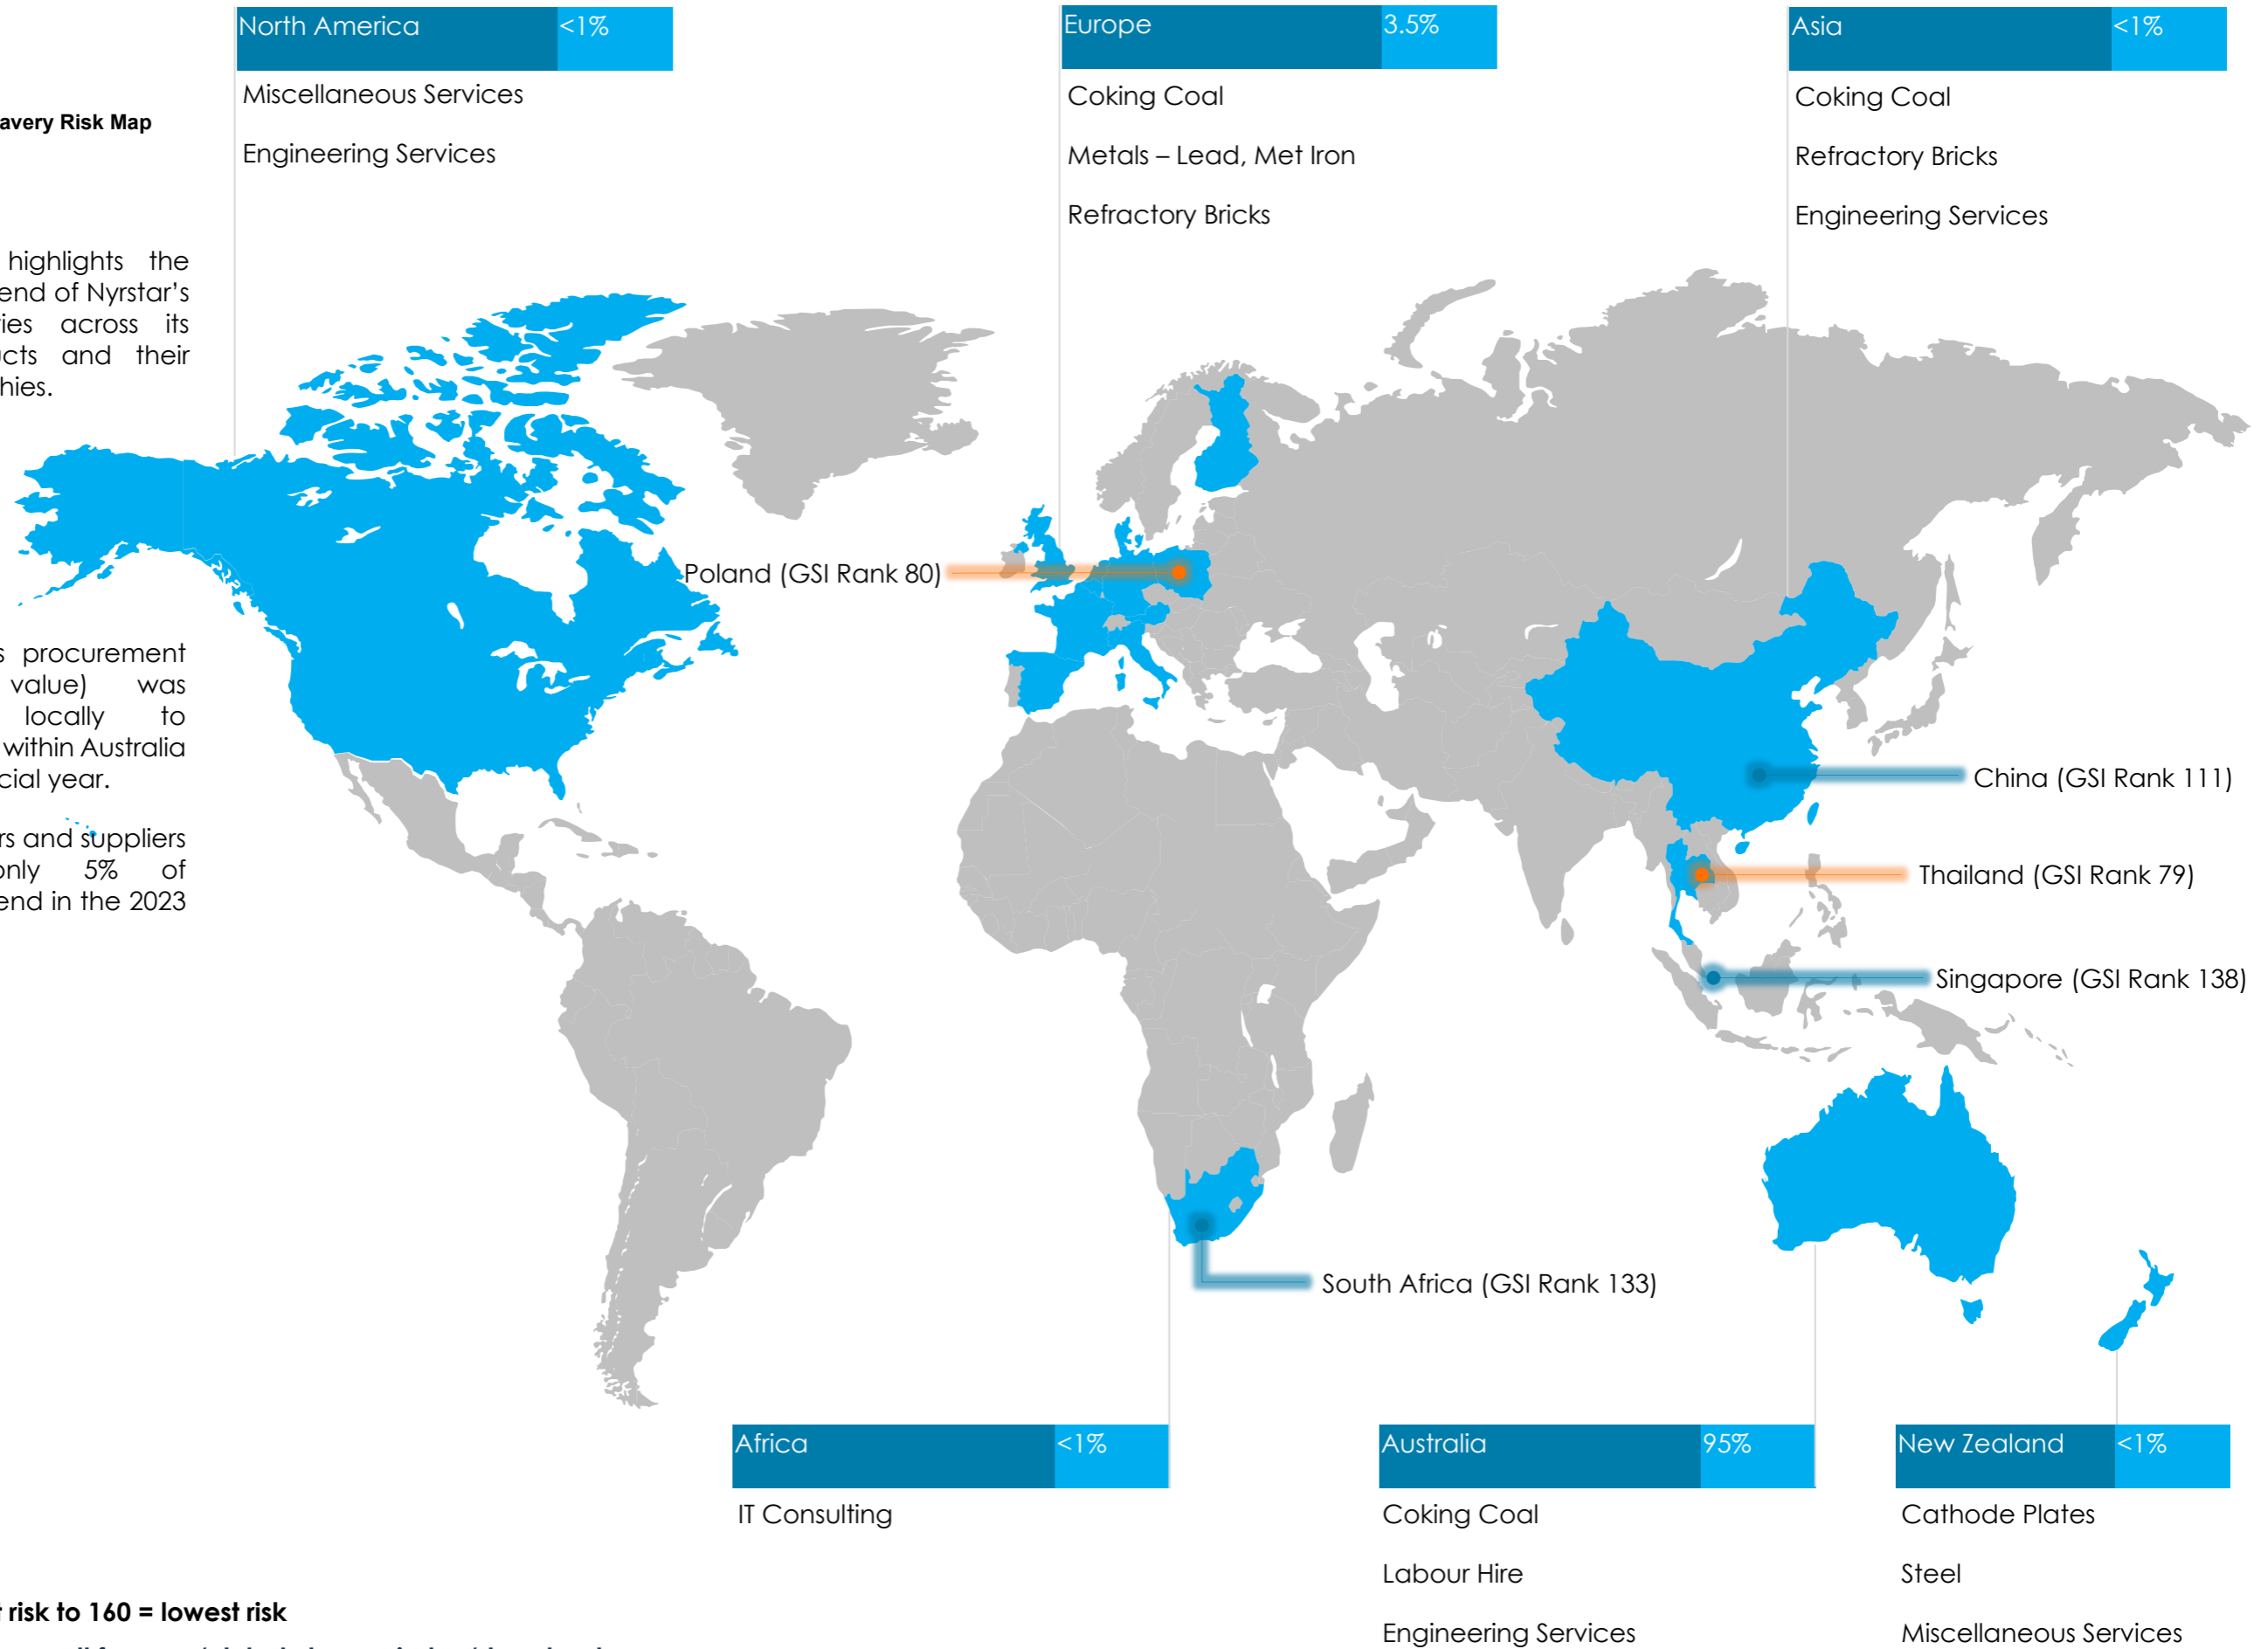 North America <1%
Miscellaneous Services
Engineering Services
Europe 3.5%
Coking Coal
Metals – Lead, Met Iron
Refractory Bricks
Asia <1%
Coking Coal
Refractory Bricks
Engineering Services
avery Risk Map
highlights the
end of Nyrstar's
ries across its
ucts and their
hies.
s procurement
value) was
locally to
within Australia
cial year.
rs and suppliers
only 5% of
end in the 2023
Poland (GSI Rank 80)
China (GSI Rank 111)
Thailand (GSI Rank 79)
Singapore (GSI Rank 138)
South Africa (GSI Rank 133)
Africa <1%
IT Consulting
Australia 95%
Coking Coal
Labour Hire
Engineering Services
New Zealand <1%
Cathode Plates
Steel
Miscellaneous Services
t risk to 160 = lowest risk